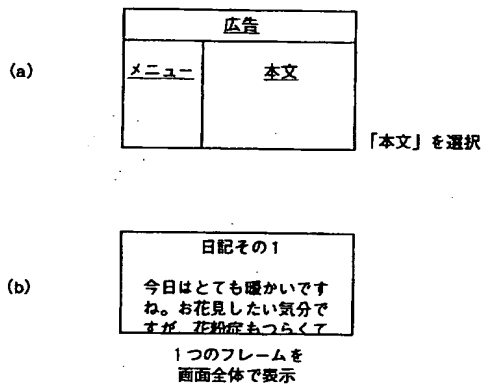 広告
(a)
メニュー 本文
「本文」を選択
日記その1
(b)
今日はとても暖かいです
ね。お花見したい気分で
すが 花粉症もつらくて
1つのフレームを
画面全体で表示